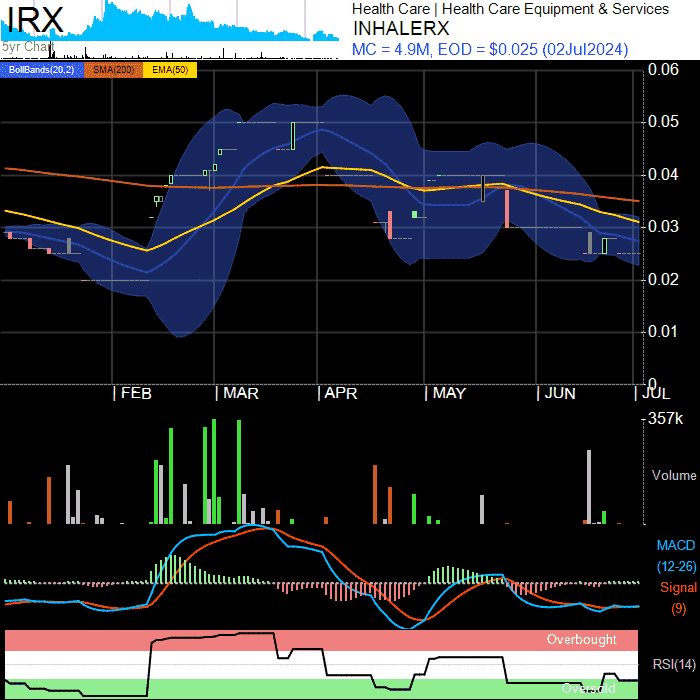 IRX
5yr Chart
Health Care | Health Care Equipment & Services
INHALERX
MC = 4.9M, EOD = $0.025 (02Jul2024)
BollBands(20,2) SMA(200) EMA(50)
0.06
0.05
0.04
0.03
0.02
0.01
0
| FEB | MAR | APR | MAY | JUN | JUL
357k
Volume
MACD
(12-26)
Signal
(9)
Overbought
RSI(14)
Oversold